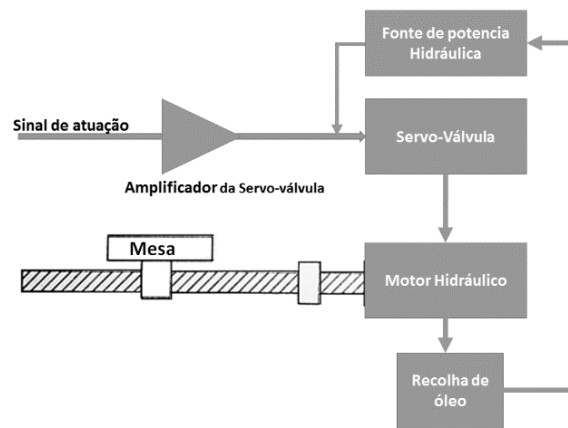 Fonte de potencia
Hidráulica
Sinal de atuação
Servo-Válvula
Amplificador da Servo-válvula
Mesa
Motor Hidráulico
Recolha de
óleo